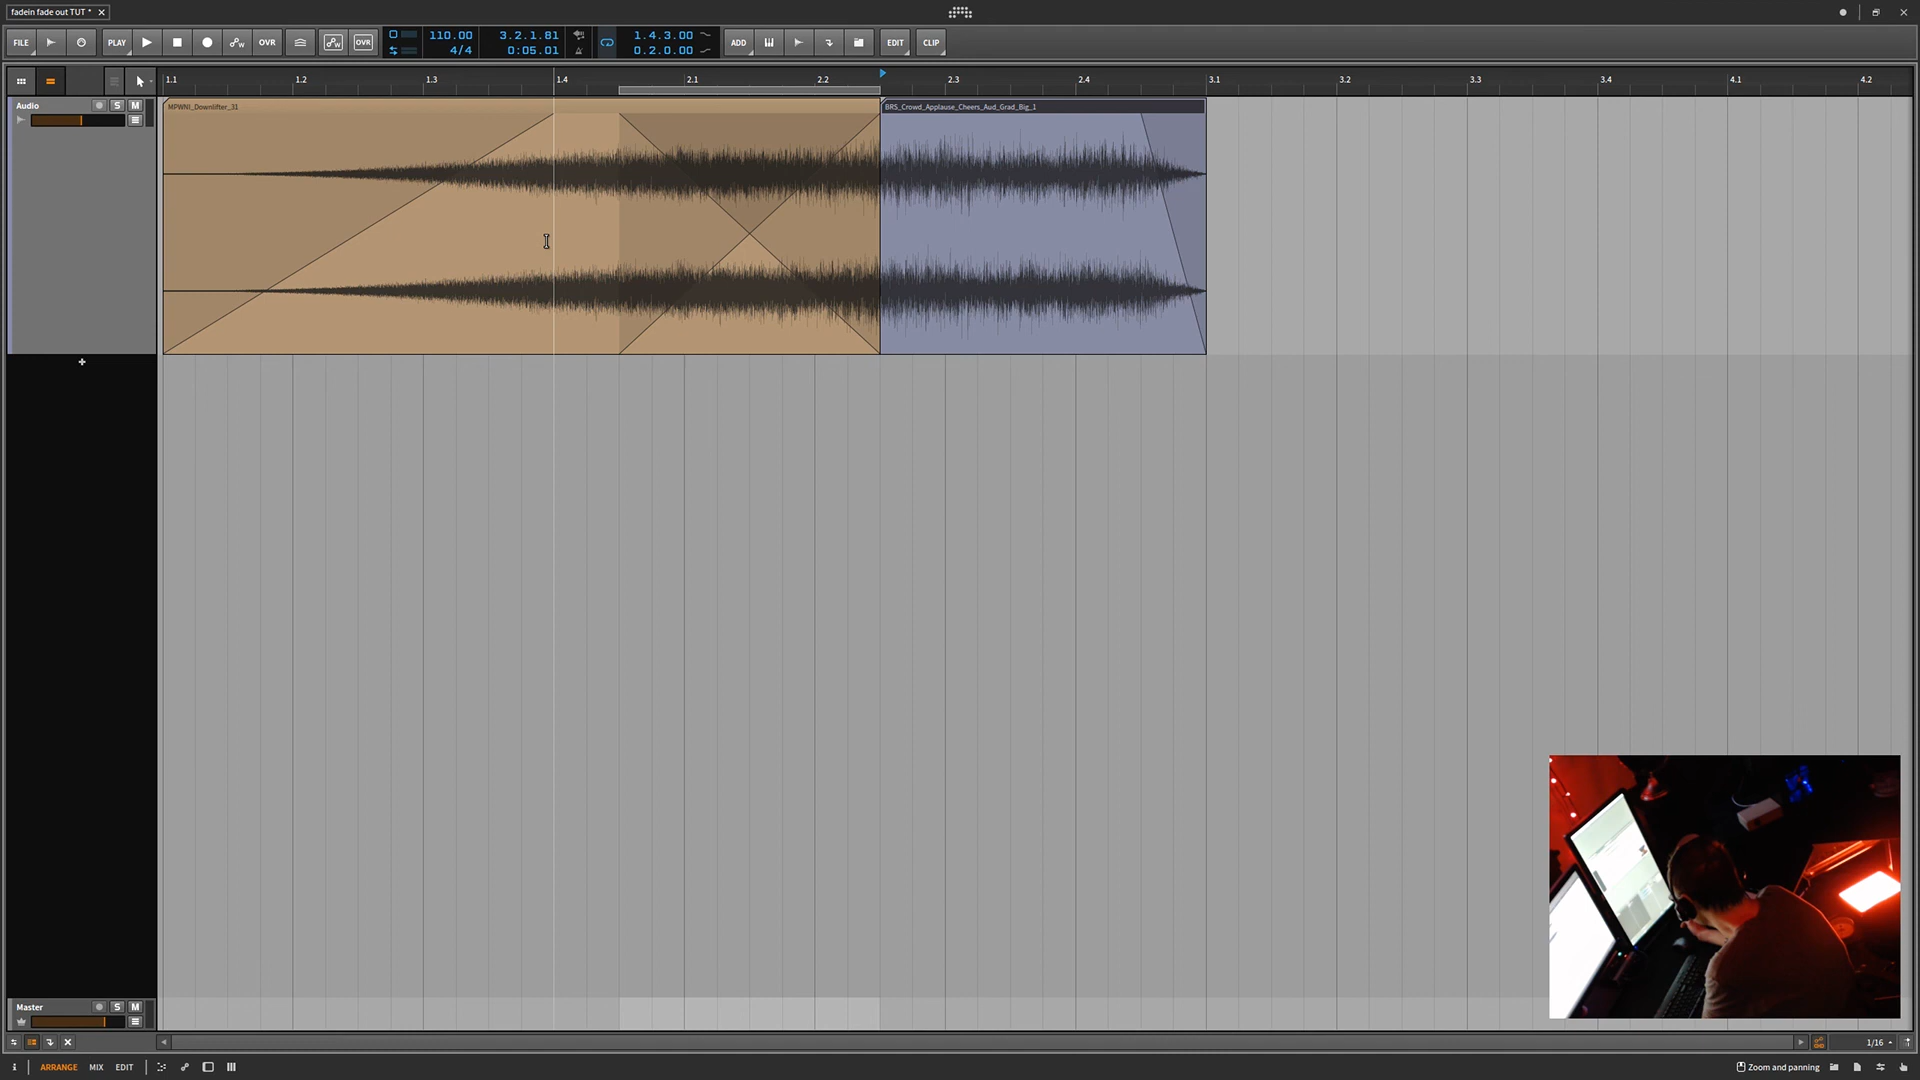 fadein fade out TUT *
FILE
PLAY
OVR
OVR
110.00
4/4
3.2.1.81
0:05.01
1.4.3.00
0.2.0.00
ADD
EDIT
CLIP
1.1 1.2 1.3 1.4 2.1 2.2 2.3 2.4 3.1 3.2 3.3 3.4 4.1 4.2
Audio S M
MPWNI_Downlifter_31
BRS_Crowd_Applause_Cheers_Aud_Grad_Big_1
Master S M
1/16
i ARRANGE MIX EDIT
Zoom and panning